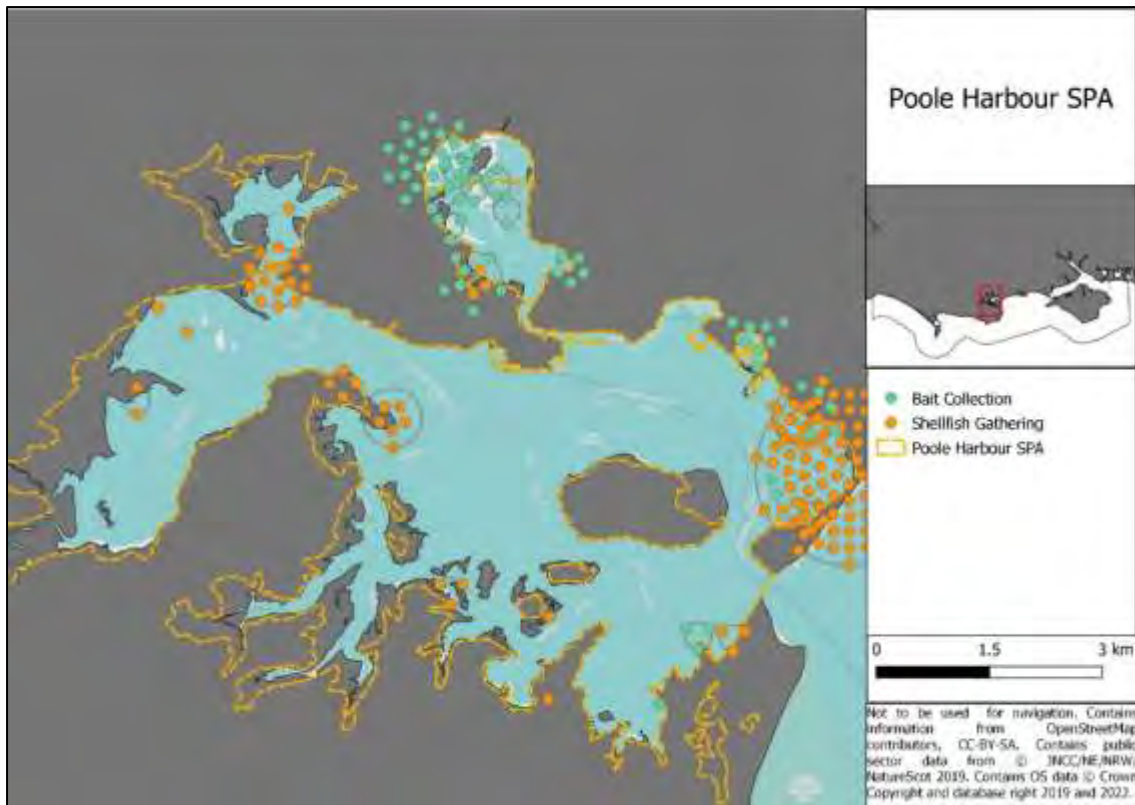 Poole Harbour SPA
Bait Collection
Shellfish Gathering
Poole Harbour SPA
0 1.5 3 km
Not to be used for navigation. Contains
information from OpenStreetMap
contributors, CC-BY-SA. Contains public
sector data from © JNCC/NE/NRW/
NatureScot 2019. Contains OS data © Crown
Copyright and database right 2019 and 2022.